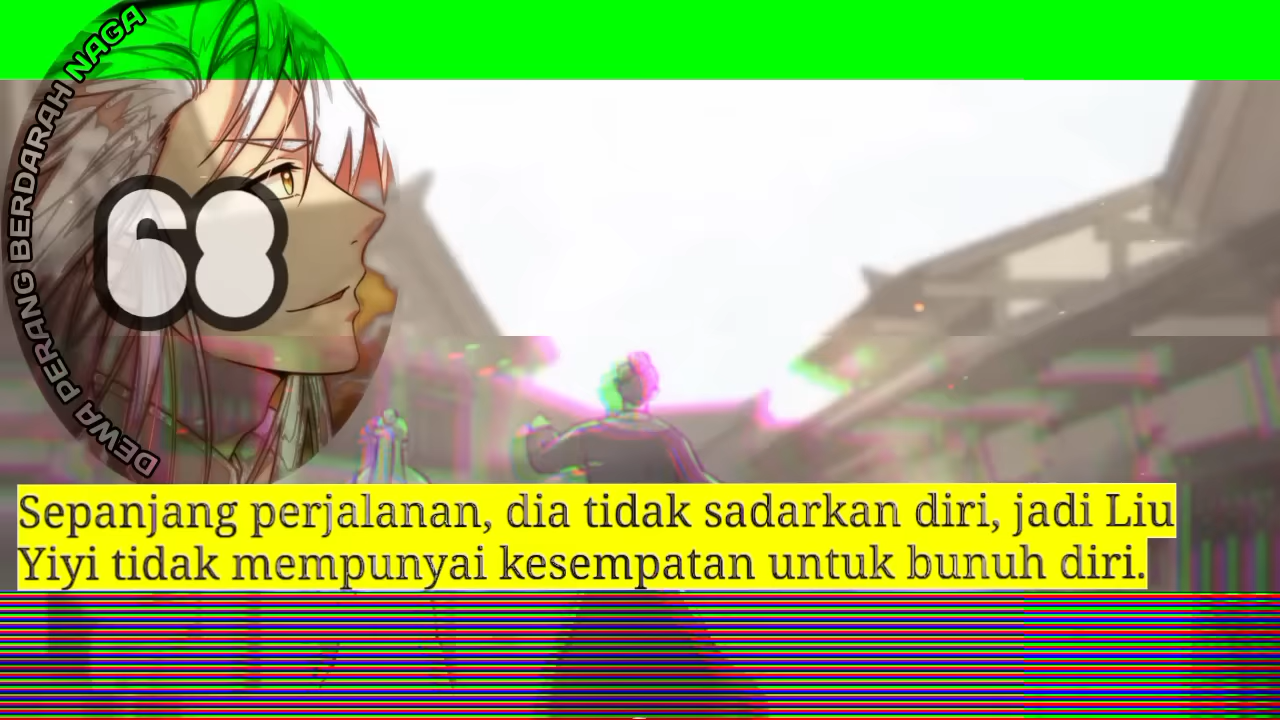 DEWA PERANG BERDARAH NAGA
68
Sepanjang perjalanan, dia tidak sadarkan diri, jadi Liu
Yiyi tidak mempunyai kesempatan untuk bunuh diri.